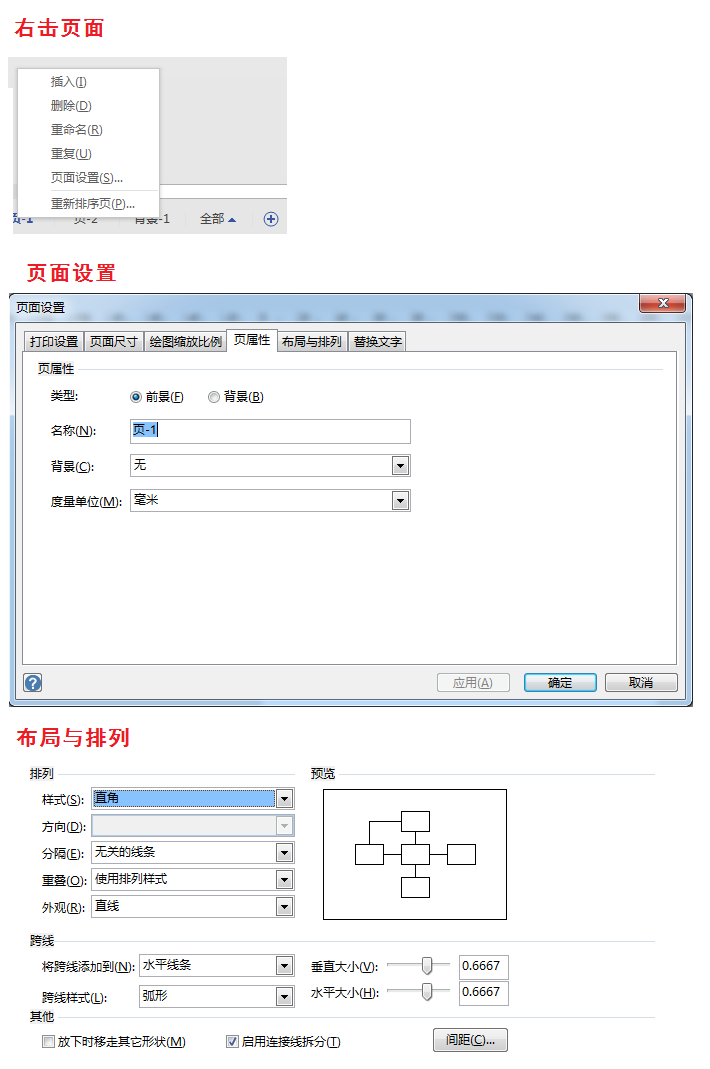 右击页面
插入(I)
删除(D)
重命名(R)
重复(U)
页面设置(S)...
重新排序页(P)...
页-1 页-2 背景-1 全部
页面设置
页面设置
打印设置 页面尺寸 绘图缩放比例 页属性 布局与排列 替换文字
页属性
类型: 前景(F) 背景(B)
名称(N): 页-1
背景(C): 无
度量单位(M): 毫米
应用(A) 确定 取消
布局与排列
排列 预览
样式(S): 直角
方向(D):
分隔(E): 无关的线条
重叠(O): 使用排列样式
外观(R): 直线
跨线
将跨线添加到(N): 水平线条 垂直大小(V): 0.6667
跨线样式(L): 弧形 水平大小(H): 0.6667
其他
放下时移走其它形状(M) 启用连接线拆分(T) 间距(C)...